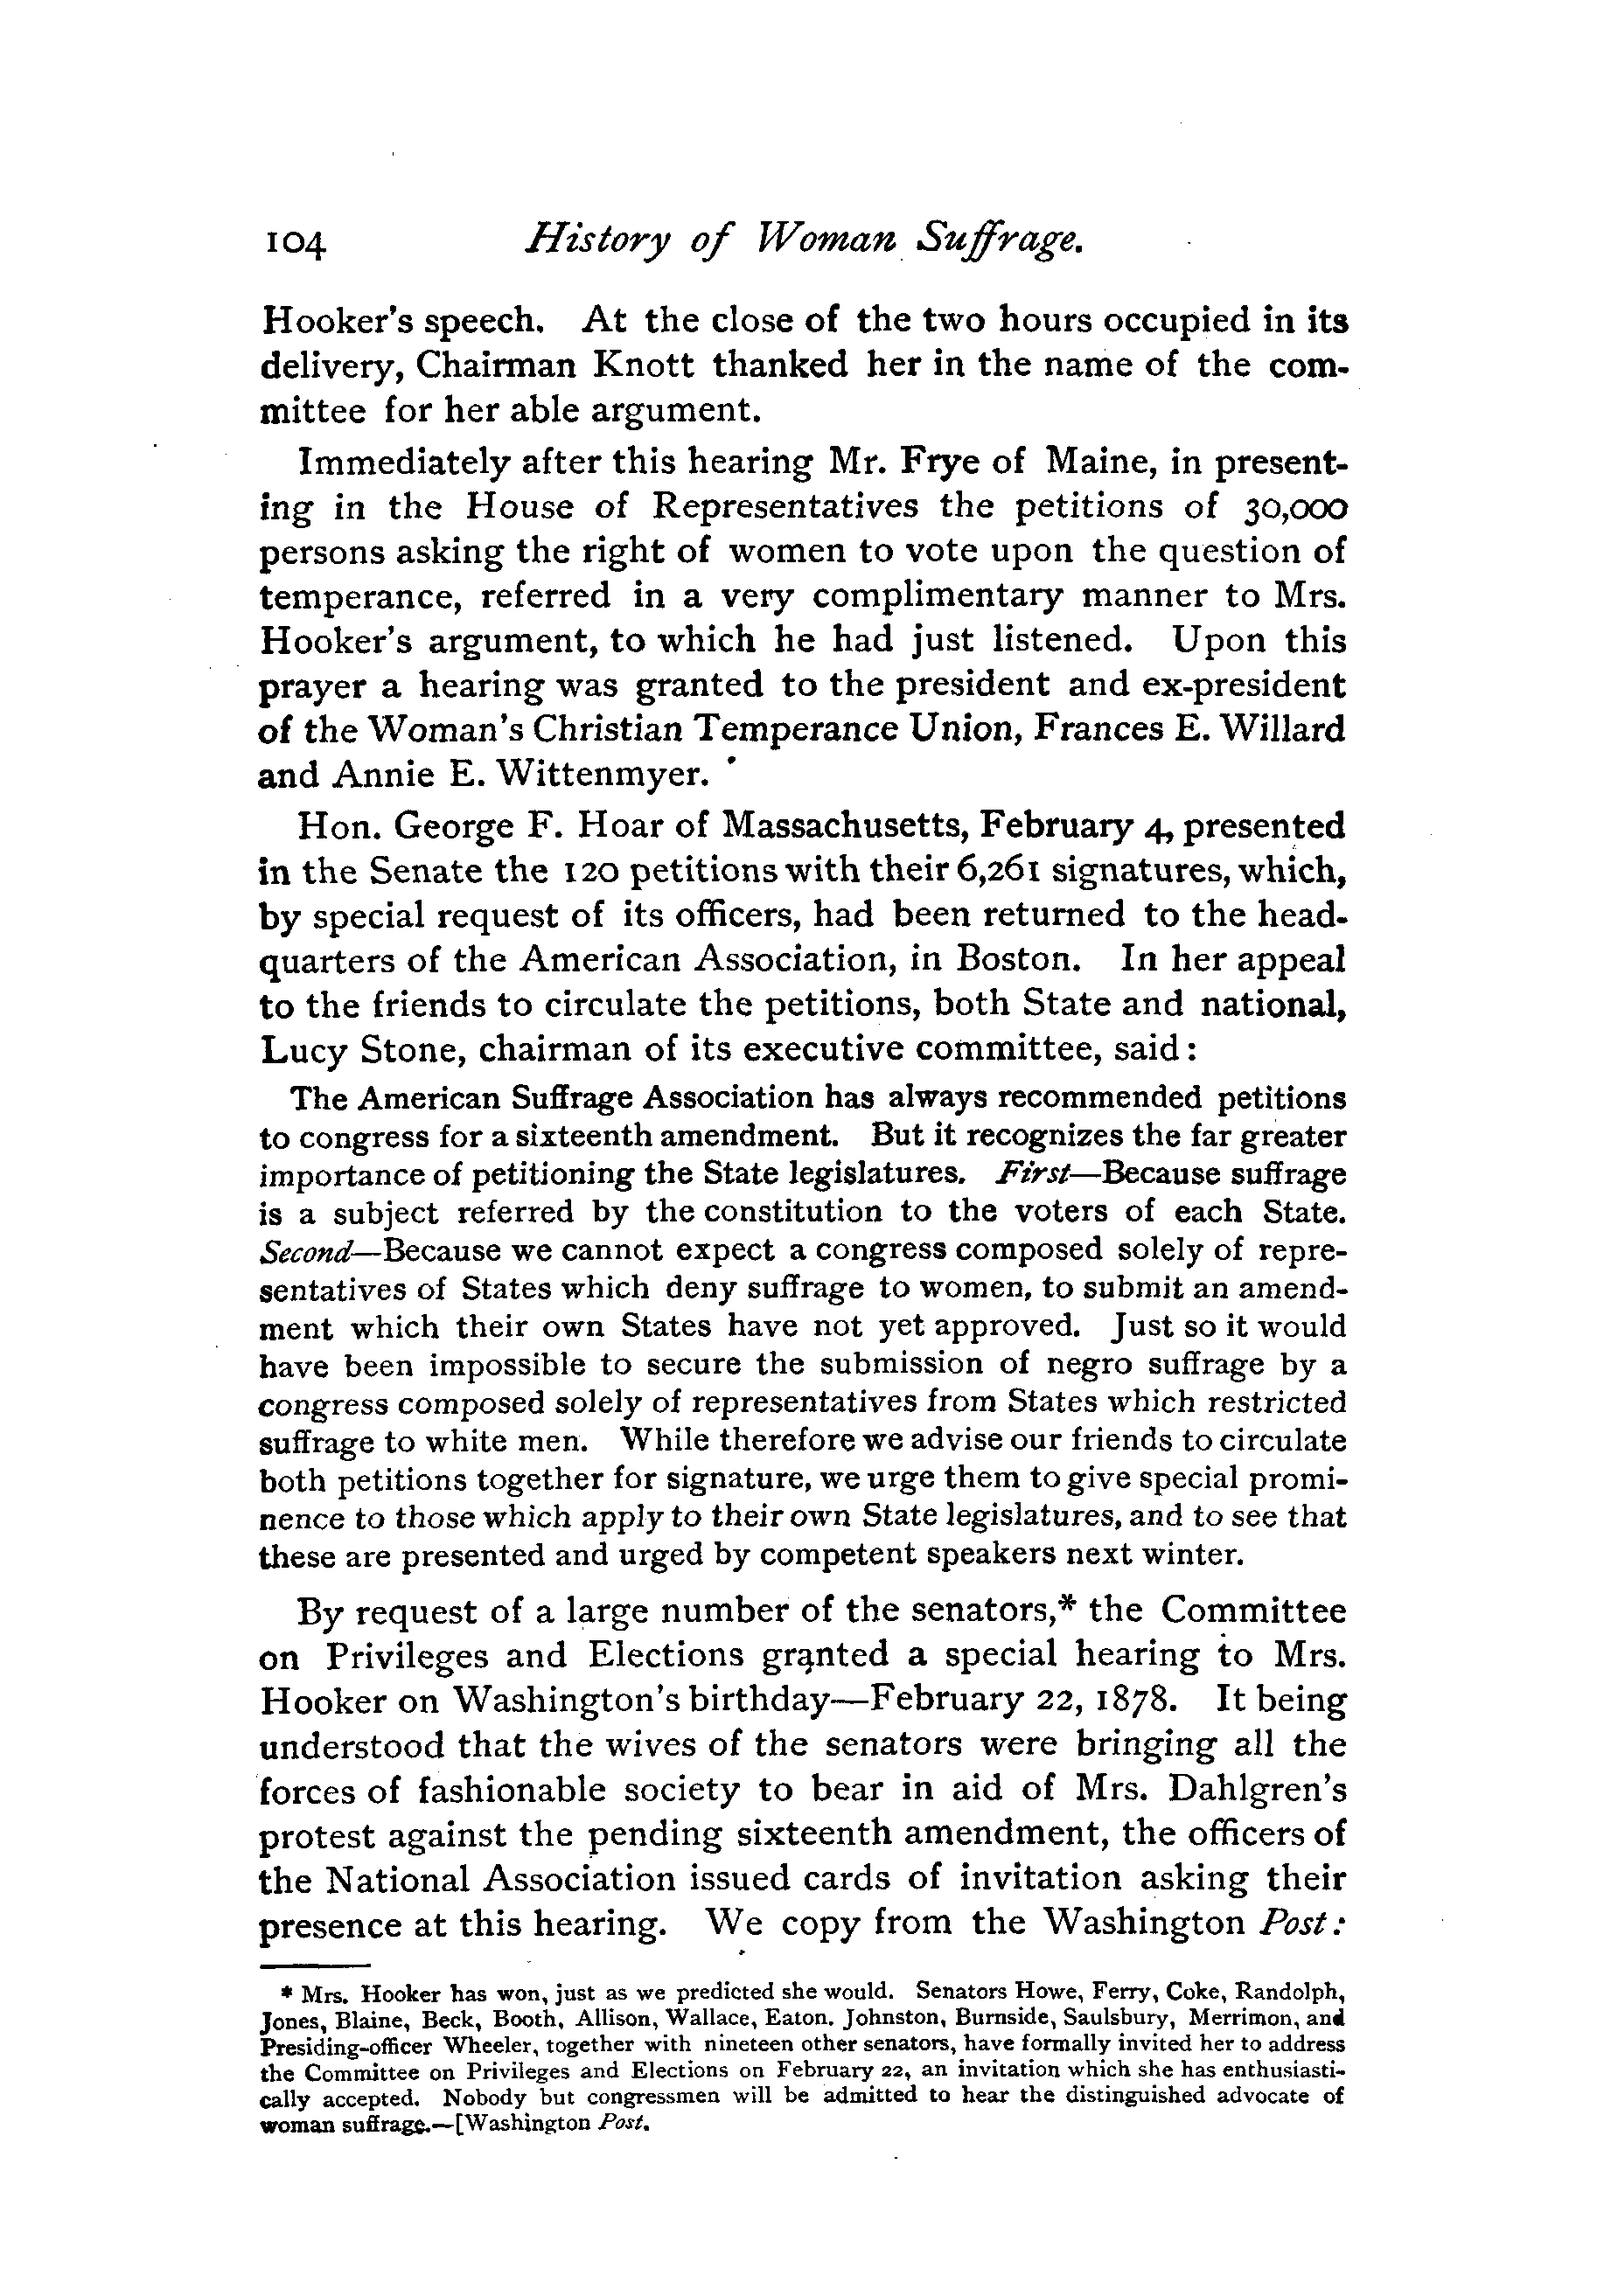 104 History of Woman Suffrage.
Hooker's speech. At the close of the two hours occupied in its
delivery, Chairman Knott thanked her in the name of the com-
mittee for her able argument.
Immediately after this hearing Mr. Frye of Maine, in present-
ing in the House of Representatives the petitions of 30,000
persons asking the right of women to vote upon the question of
temperance, referred in a very complimentary manner to Mrs.
Hooker's argument, to which he had just listened. Upon this
prayer a hearing was granted to the president and ex-president
of the Woman's Christian Temperance Union, Frances E. Willard
and Annie E. Wittenmyer.
Hon. George F. Hoar of Massachusetts, February 4, presented
in the Senate the 120 petitions with their 6,261 signatures, which,
by special request of its officers, had been returned to the head-
quarters of the American Association, in Boston. In her appeal
to the friends to circulate the petitions, both State and national,
Lucy Stone, chairman of its executive committee, said:
The American Suffrage Association has always recommended petitions
to congress for a sixteenth amendment. But it recognizes the far greater
importance of petitioning the State legislatures. First—Because suffrage
is a subject referred by the constitution to the voters of each State.
Second—Because we cannot expect a congress composed solely of repre-
sentatives of States which deny suffrage to women, to submit an amend-
ment which their own States have not yet approved. Just so it would
have been impossible to secure the submission of negro suffrage by a
congress composed solely of representatives from States which restricted
suffrage to white men. While therefore we advise our friends to circulate
both petitions together for signature, we urge them to give special promi-
nence to those which apply to their own State legislatures, and to see that
these are presented and urged by competent speakers next winter.
By request of a large number of the senators,* the Committee
on Privileges and Elections granted a special hearing to Mrs.
Hooker on Washington's birthday—February 22, 1878. It being
understood that the wives of the senators were bringing all the
forces of fashionable society to bear in aid of Mrs. Dahlgren's
protest against the pending sixteenth amendment, the officers of
the National Association issued cards of invitation asking their
presence at this hearing. We copy from the Washington Post:
* Mrs. Hooker has won, just as we predicted she would. Senators Howe, Ferry, Coke, Randolph,
Jones, Blaine, Beck, Booth, Allison, Wallace, Eaton. Johnston, Burnside, Saulsbury, Merrimon, and
Presiding-officer Wheeler, together with nineteen other senators, have formally invited her to address
the Committee on Privileges and Elections on February 22, an invitation which she has enthusiasti-
cally accepted. Nobody but congressmen will be admitted to hear the distinguished advocate of
woman suffrage.—[Washington Post.